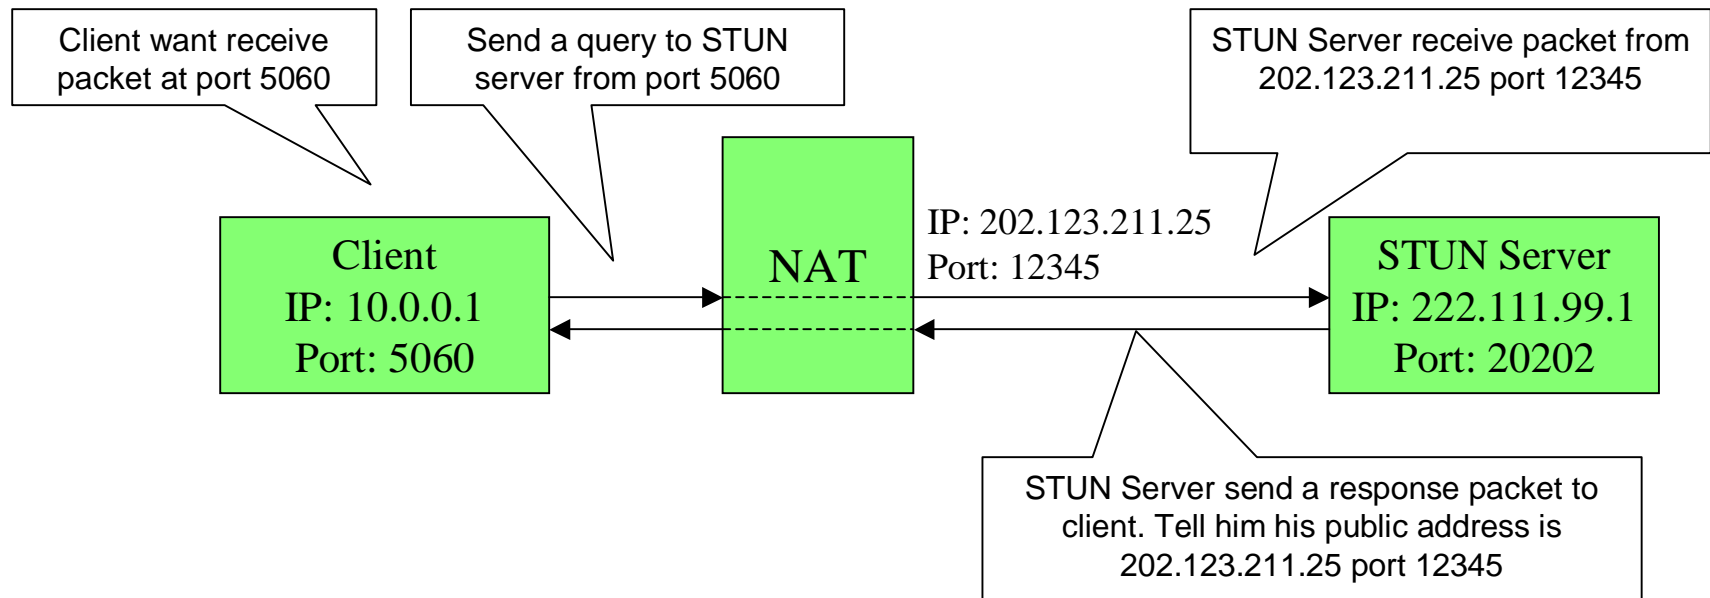 Client want receive
packet at port 5060
Send a query to STUN
server from port 5060
STUN Server receive packet from
202.123.211.25 port 12345
Client
IP: 10.0.0.1
Port: 5060
NAT
IP: 202.123.211.25
Port: 12345
STUN Server
IP: 222.111.99.1
Port: 20202
STUN Server send a response packet to
client. Tell him his public address is
202.123.211.25 port 12345